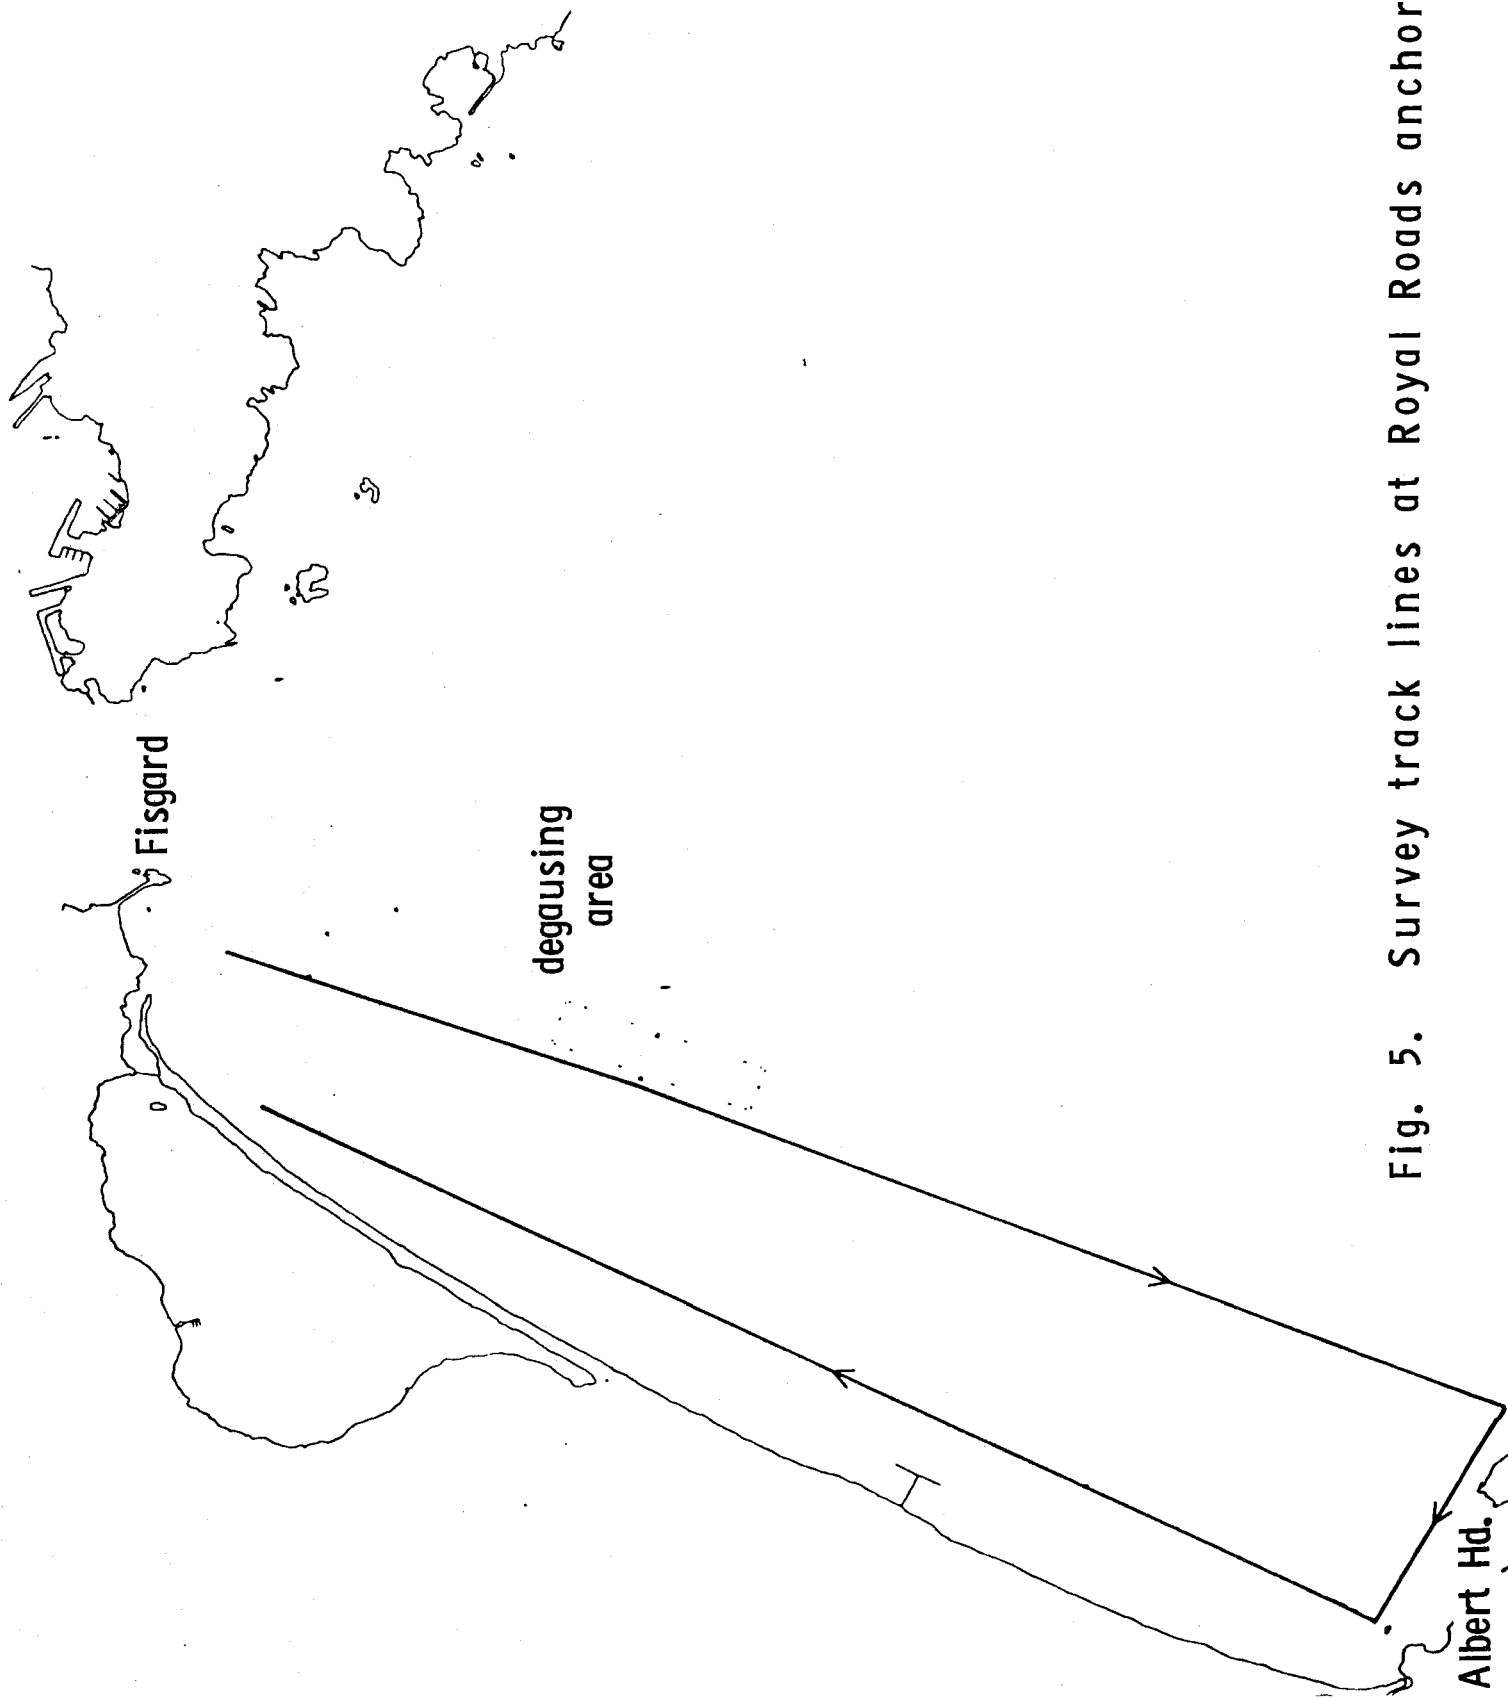 Fisgard
degausing
area
Albert Hd.
Fig. 5. Survey track lines at Royal Roads anchor